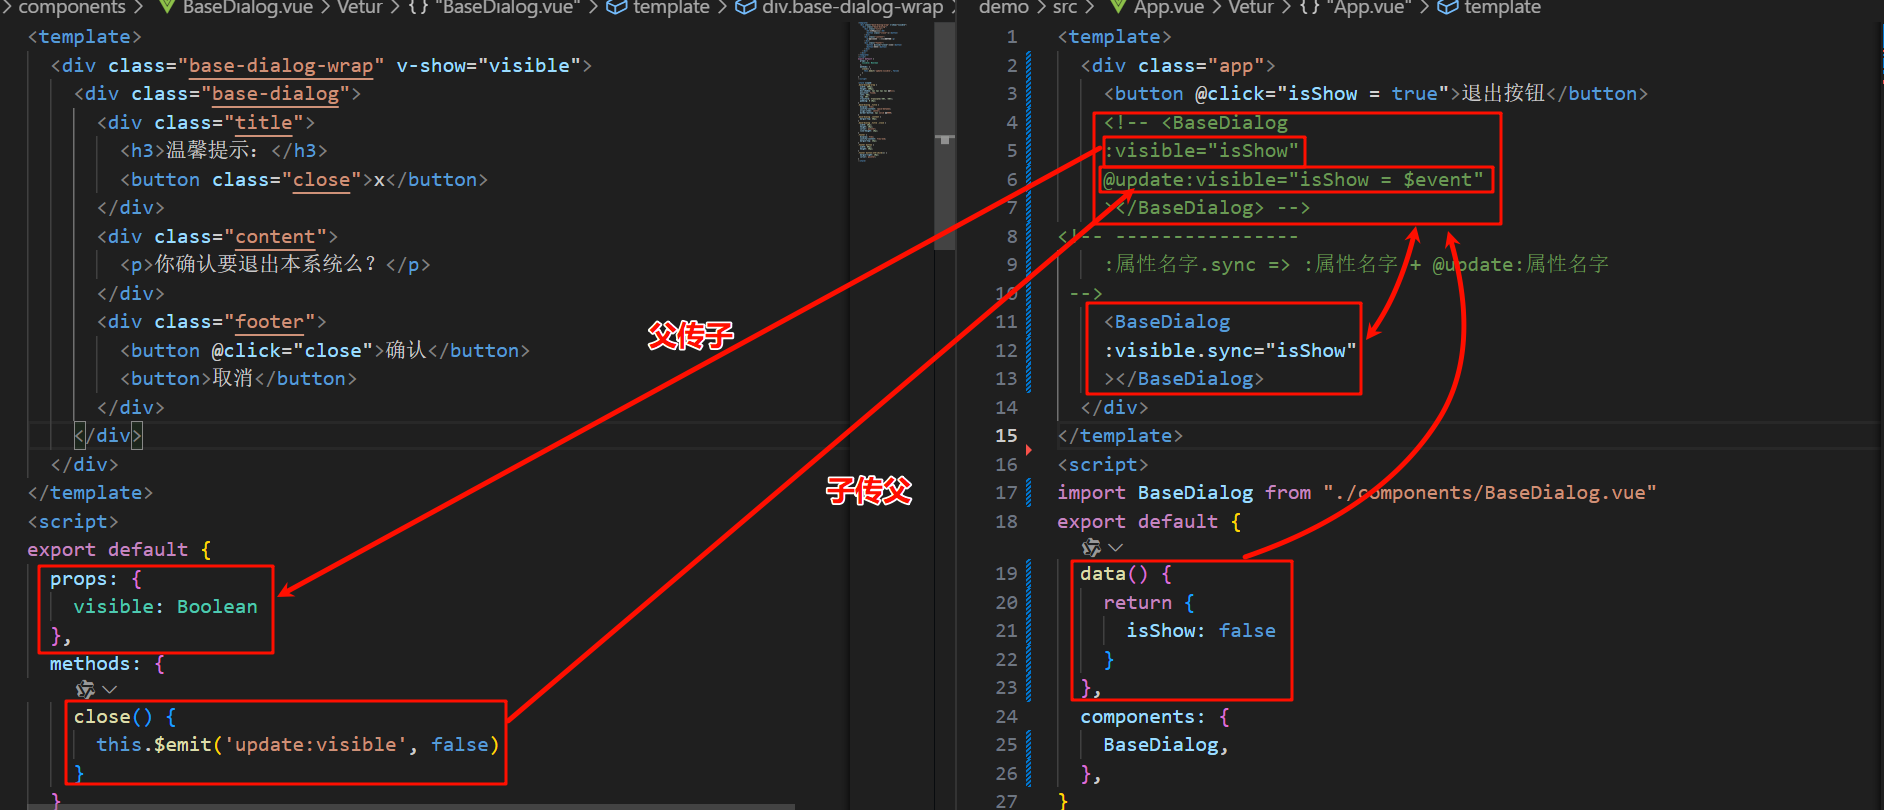 components > BaseDialog.vue > Vetur > {} "BaseDialog.vue" > template > div.base-dialog-wrap
<template>
<div class="base-dialog-wrap" v-show="visible">
<div class="base-dialog">
<div class="title">
<h3>温馨提示：</h3>
<button class="close">x</button>
</div>
<div class="content">
<p>你确认要退出本系统么？</p>
</div>
<div class="footer">
<button @click="close">确认</button>
<button>取消</button>
</div>
</div>
</div>
</template>
<script>
export default {
props: {
visible: Boolean
},
methods: {
close() {
this.$emit('update:visible', false)
}
}
父传子
子传父
demo > src > App.vue > Vetur > {} "App.vue" > template
1 <template>
2 <div class="app">
3 <button @click="isShow = true">退出按钮</button>
4 <!-- <BaseDialog
5 :visible="isShow"
6 @update:visible="isShow = $event"
7 ></BaseDialog> -->
8 <!-- ----------------
9 :属性名字.sync => :属性名字 + @update:属性名字
10 -->
11 <BaseDialog
12 :visible.sync="isShow"
13 ></BaseDialog>
14 </div>
15 </template>
16 <script>
17 import BaseDialog from "./components/BaseDialog.vue"
18 export default {
19 data() {
20 return {
21 isShow: false
22 }
23 },
24 components: {
25 BaseDialog,
26 },
27 }